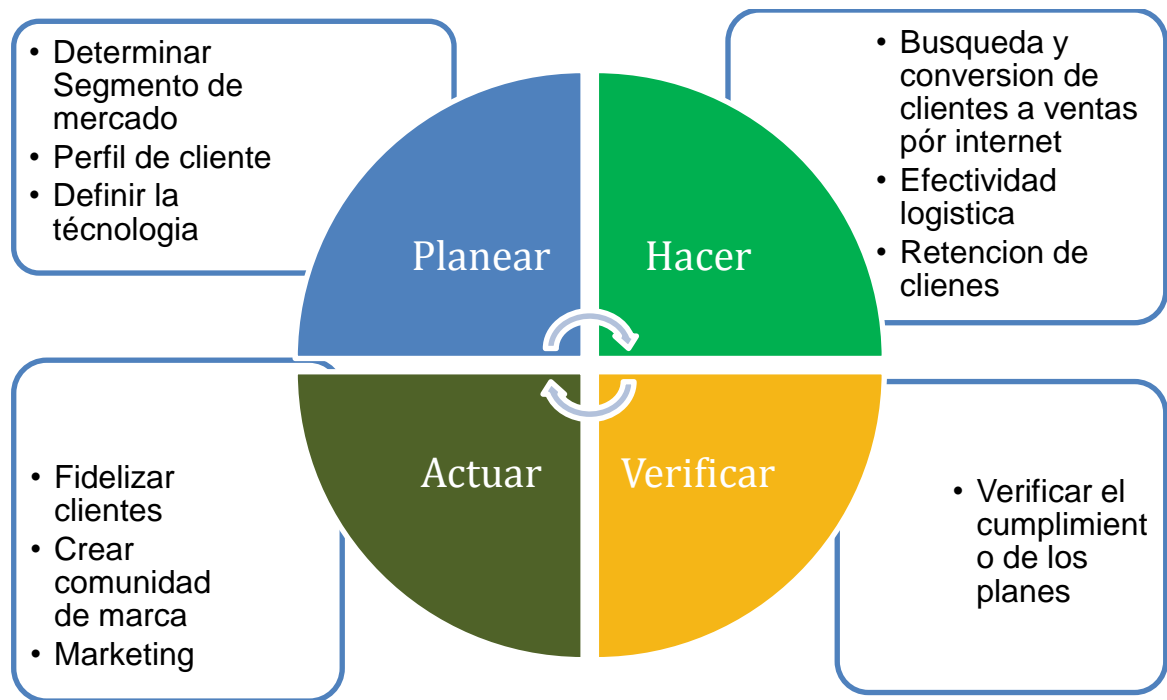 • Determinar
Segmento de
mercado
• Perfil de cliente
• Definir la
técnologia
Planear
Hacer
• Busqueda y
conversion de
clientes a ventas
pór internet
• Efectividad
logistica
• Retencion de
clienes
• Fidelizar
clientes
• Crear
comunidad
de marca
• Marketing
Actuar
Verificar
• Verificar el
cumplimient
o de los
planes